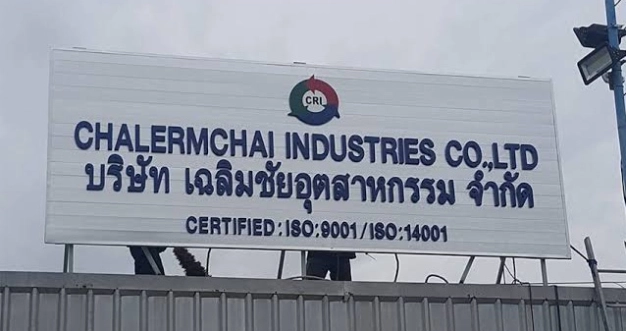 CRI
CHALERMCHAI INDUSTRIES CO.,LTD
บริษัท เฉลิมชัยอุตสาหกรรม จำกัด
CERTIFIED:ISO:9001/ISO:14001